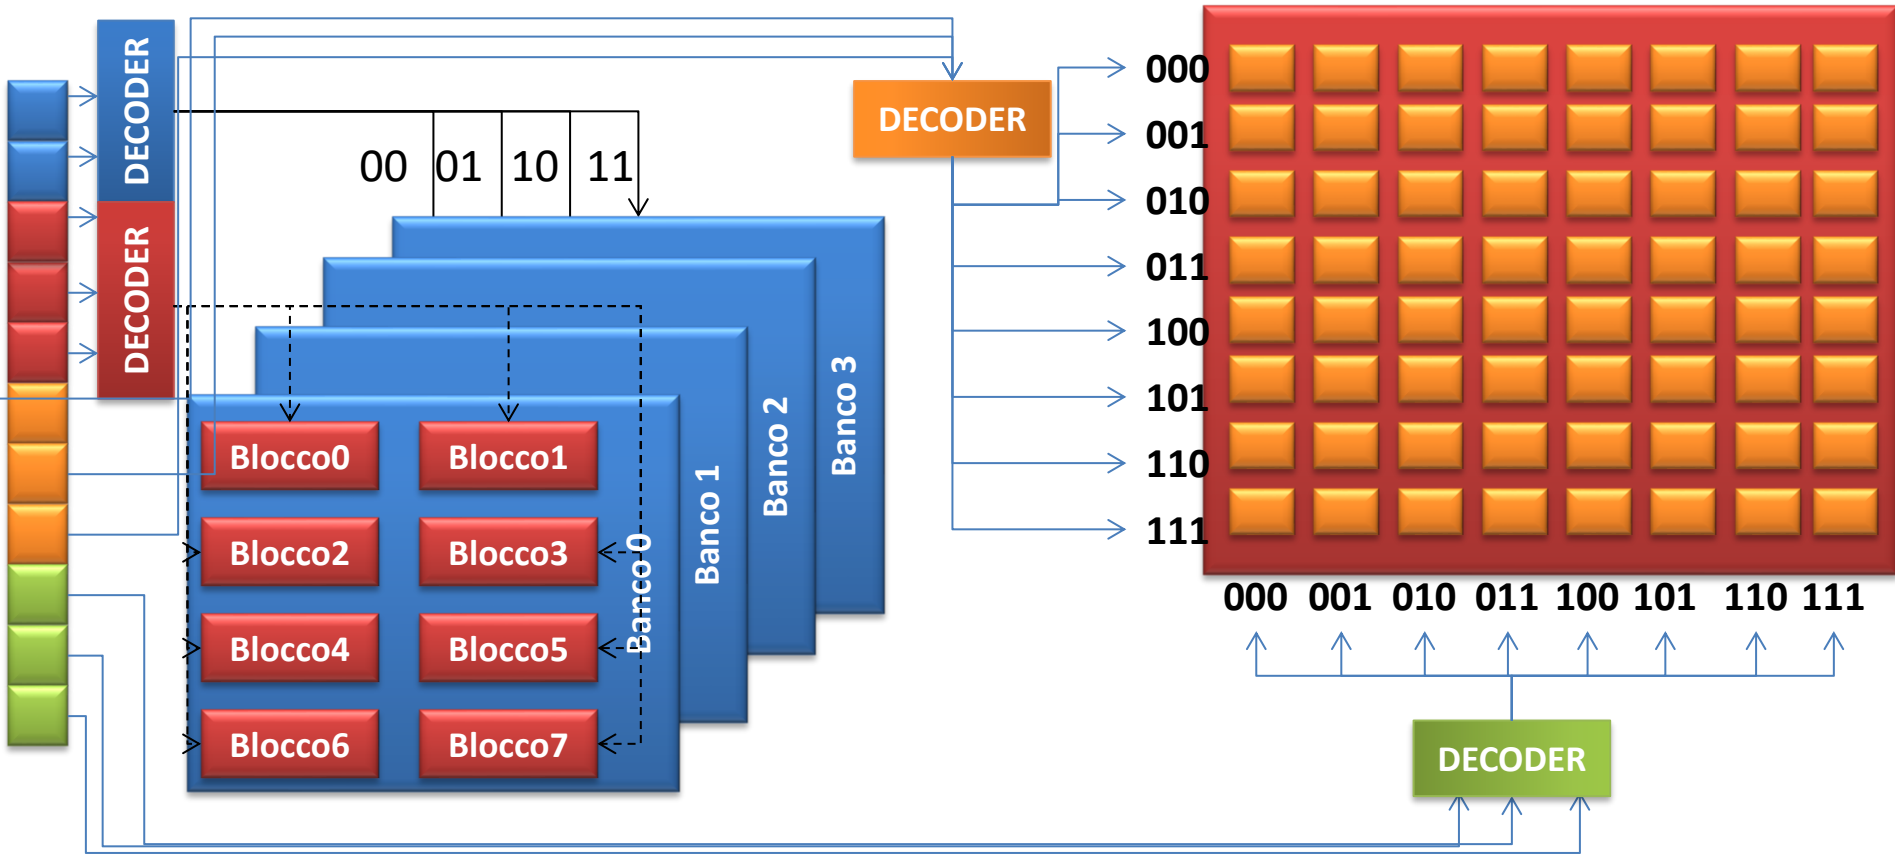 DECODER
DECODER
00 01 10 11
Banco 3
Banco 2
Banco 1
Banco 0
Blocco0 Blocco1
Blocco2 Blocco3
Blocco4 Blocco5
Blocco6 Blocco7
DECODER
000
001
010
011
100
101
110
111
000 001 010 011 100 101 110 111
DECODER